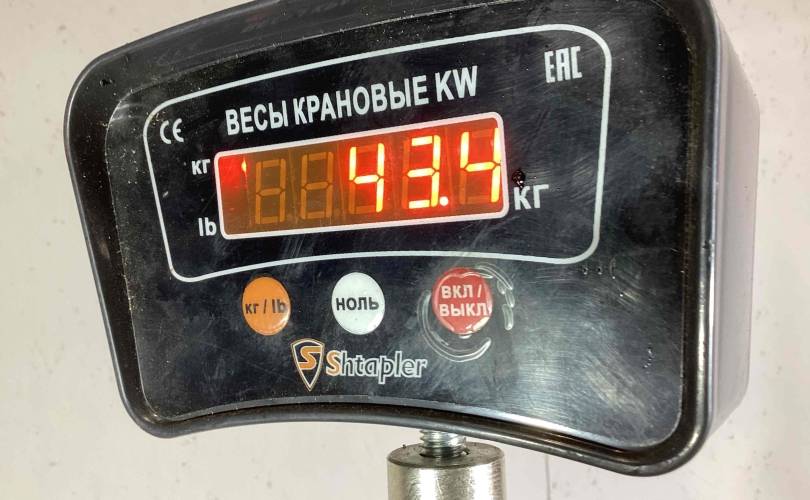 CE
ВЕСЫ КРАНОВЫЕ KW
EAC
кг
lb
43.4
кг
кг / lb
НОЛЬ
ВКЛ /
ВЫКЛ
S Shtapler